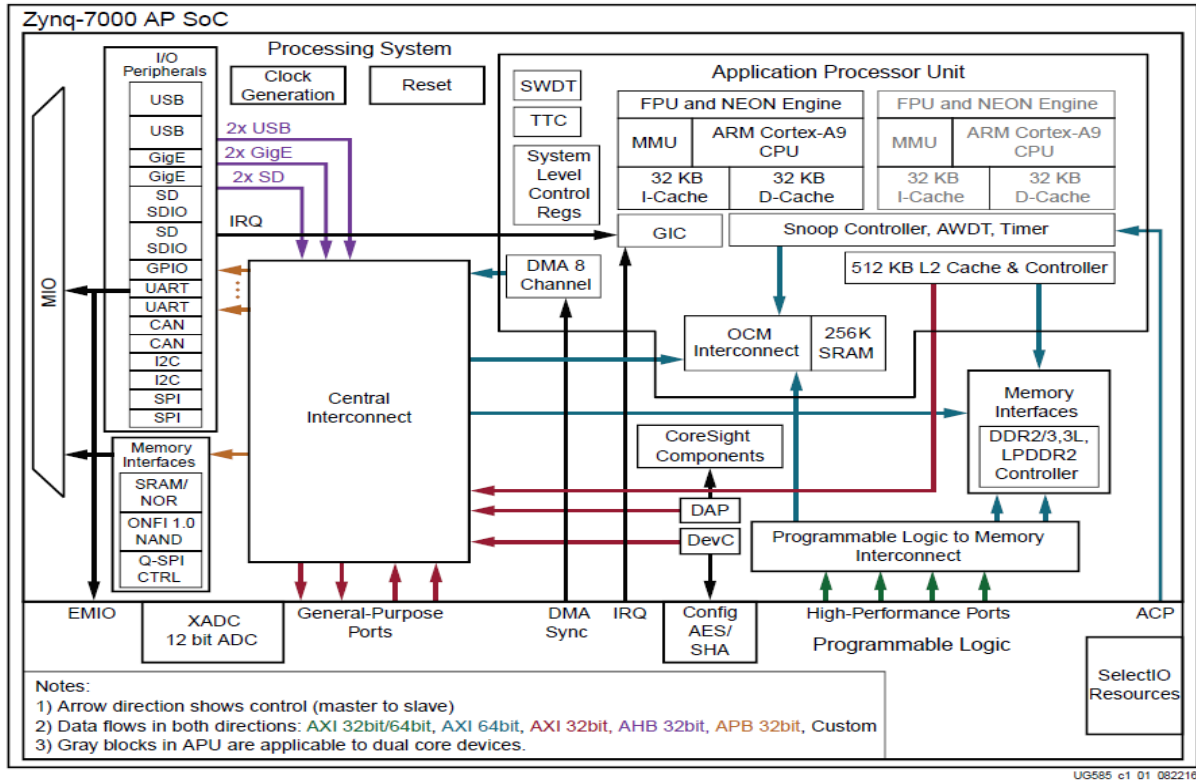 Zynq-7000 AP SoC
Processing System
I/O
Peripherals
USB
USB
GigE
GigE
SD
SDIO
SD
SDIO
GPIO
UART
UART
CAN
CAN
I2C
I2C
SPI
SPI
MIO
Clock
Generation
Reset
2x USB
2x GigE
2x SD
IRQ
Application Processor Unit
SWDT
TTC
System
Level
Control
Regs
FPU and NEON Engine
MMU
ARM Cortex-A9
CPU
32 KB
I-Cache
32 KB
D-Cache
FPU and NEON Engine
MMU
ARM Cortex-A9
CPU
32 KB
I-Cache
32 KB
D-Cache
GIC
Snoop Controller, AWDT, Timer
DMA 8
Channel
512 KB L2 Cache & Controller
OCM
Interconnect
256K
SRAM
Central
Interconnect
Memory
Interfaces
DDR2/3,3L,
LPDDR2
Controller
CoreSight
Components
DAP
DevC
Programmable Logic to Memory
Interconnect
Memory
Interfaces
SRAM/
NOR
ONFI 1.0
NAND
Q-SPI
CTRL
EMIO
XADC
12 bit ADC
General-Purpose
Ports
DMA
Sync
IRQ
Config
AES/
SHA
High-Performance Ports
ACP
Programmable Logic
SelectIO
Resources
Notes:
1) Arrow direction shows control (master to slave)
2) Data flows in both directions: AXI 32bit/64bit, AXI 64bit, AXI 32bit, AHB 32bit, APB 32bit, Custom
3) Gray blocks in APU are applicable to dual core devices.
UG585_c1_01_082216